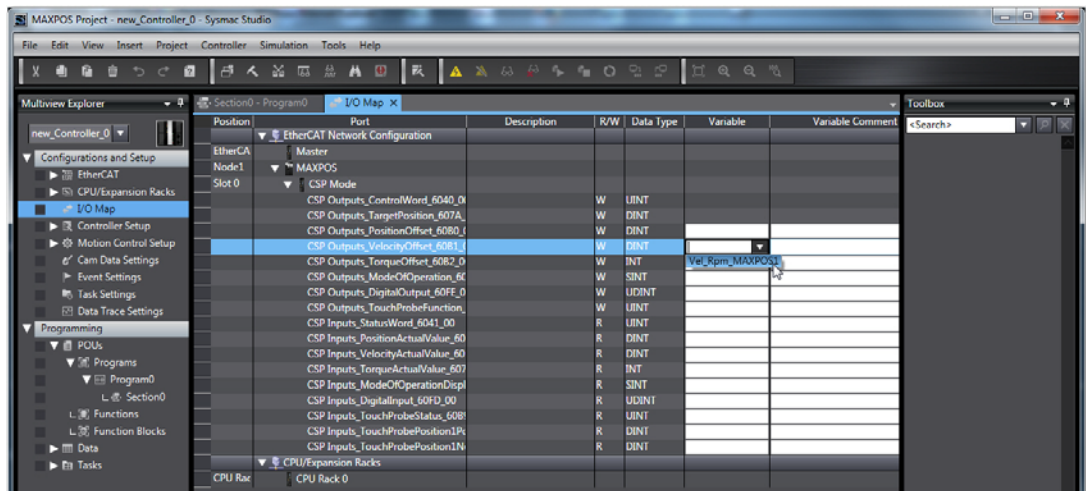 MAXPOS Project - new_Controller_0 - Sysmac Studio
File Edit View Insert Project Controller Simulation Tools Help
Multiview Explorer
new_Controller_0
Configurations and Setup
EtherCAT
CPU/Expansion Racks
I/O Map
Controller Setup
Motion Control Setup
Cam Data Settings
Event Settings
Task Settings
Data Trace Settings
Programming
POUs
Programs
Program0
Section0
Functions
Function Blocks
Data
Tasks
Section0 - Program0 I/O Map
Position Port Description R/W Data Type Variable Variable Comment
EtherCAT Network Configuration
EtherCA Master
Node1 MAXPOS
Slot 0 CSP Mode
CSP Outputs_ControlWord_6040_0 W UINT
CSP Outputs_TargetPosition_607A_ W DINT
CSP Outputs_PositionOffset_60B0_ W DINT
CSP Outputs_VelocityOffset_60B1_ W DINT
CSP Outputs_TorqueOffset_60B2_0 W INT Vel_Rpm_MAXPOS1
CSP Outputs_ModeOfOperation_60 W SINT
CSP Outputs_DigitalOutput_60FE_0 W UDINT
CSP Outputs_TouchProbeFunction_ W UINT
CSP Inputs_StatusWord_6041_00 R UINT
CSP Inputs_PositionActualValue_60 R DINT
CSP Inputs_VelocityActualValue_60 R DINT
CSP Inputs_TorqueActualValue_607 R INT
CSP Inputs_ModeOfOperationDispl R SINT
CSP Inputs_DigitalInput_60FD_00 R UDINT
CSP Inputs_TouchProbeStatus_60B9 R UINT
CSP Inputs_TouchProbePosition1Po R DINT
CSP Inputs_TouchProbePosition1Ne R DINT
CPU/Expansion Racks
CPU Rac CPU Rack 0
Toolbox
<Search>